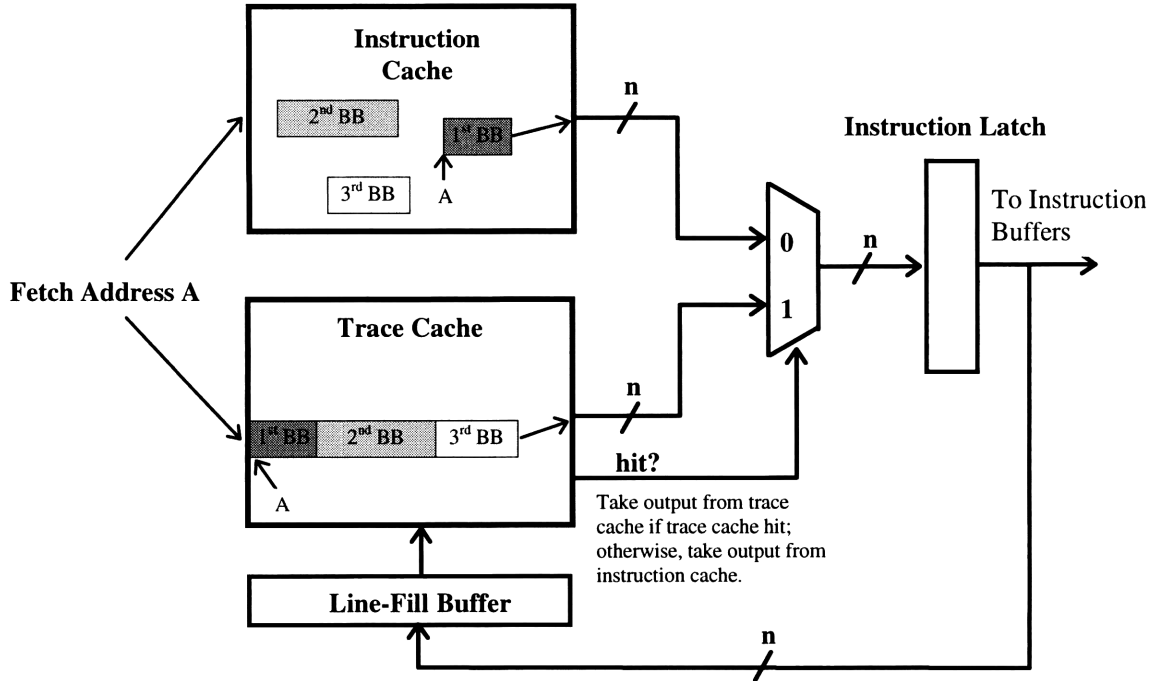 Instruction
Cache
2nd BB
1st BB
3rd BB
A
n
Instruction Latch
To Instruction
Buffers
0
n
1
Fetch Address A
Trace Cache
n
1st BB
2nd BB
3rd BB
A
hit?
Take output from trace
cache if trace cache hit;
otherwise, take output from
instruction cache.
Line-Fill Buffer
n